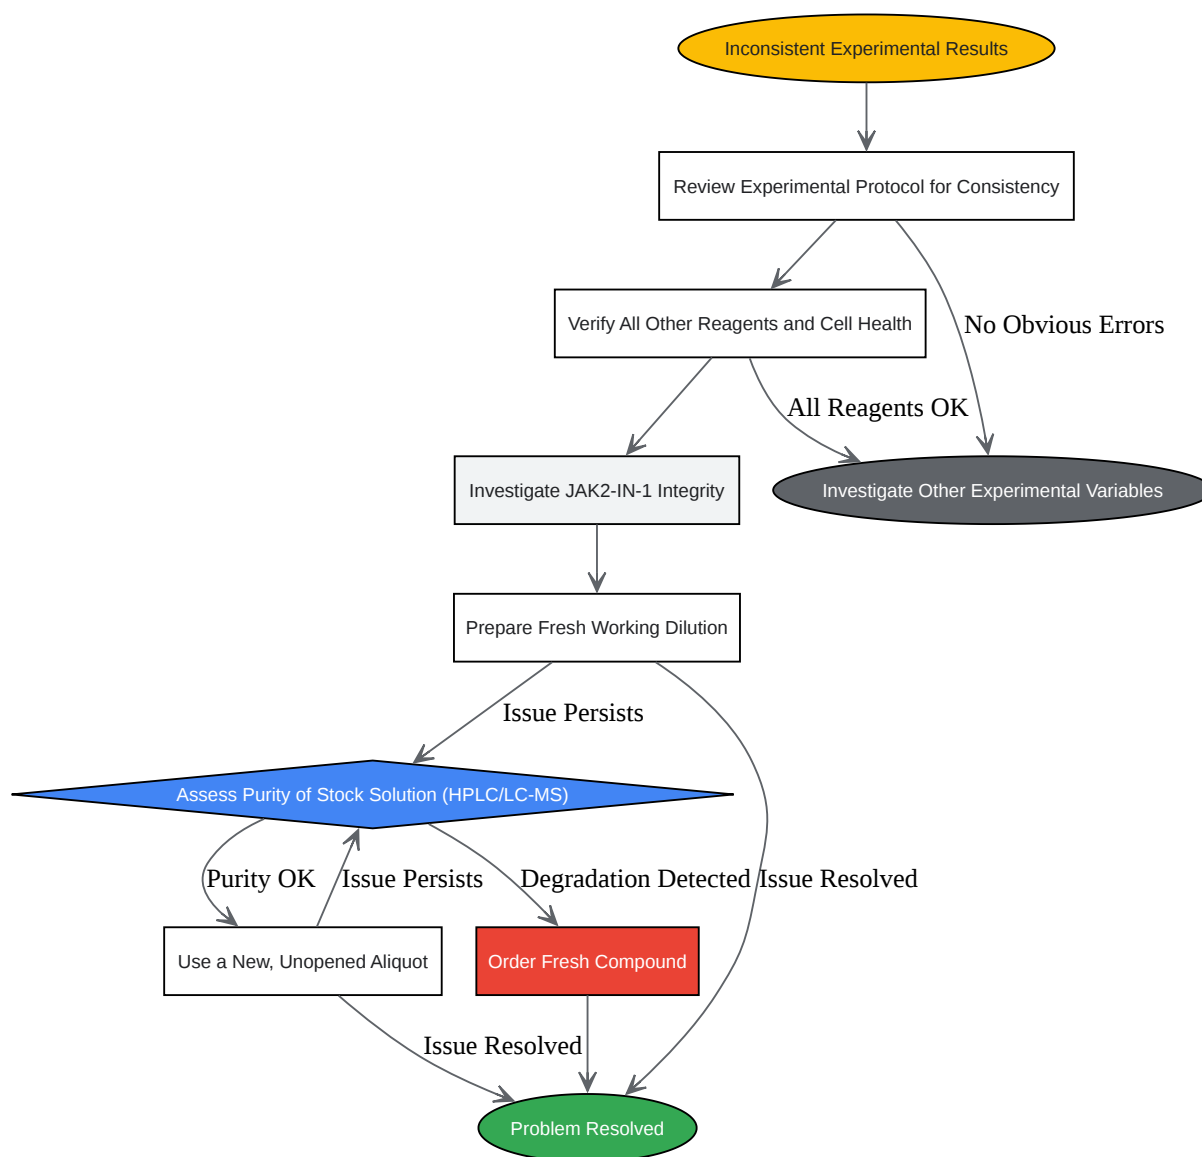 Inconsistent Experimental Results
Review Experimental Protocol for Consistency
Verify All Other Reagents and Cell Health
No Obvious Errors
All Reagents OK
Investigate JAK2-IN-1 Integrity
Investigate Other Experimental Variables
Prepare Fresh Working Dilution
Issue Persists
Assess Purity of Stock Solution (HPLC/LC-MS)
Purity OK
Issue Persists
Degradation Detected
Issue Resolved
Use a New, Unopened Aliquot
Order Fresh Compound
Issue Resolved
Problem Resolved